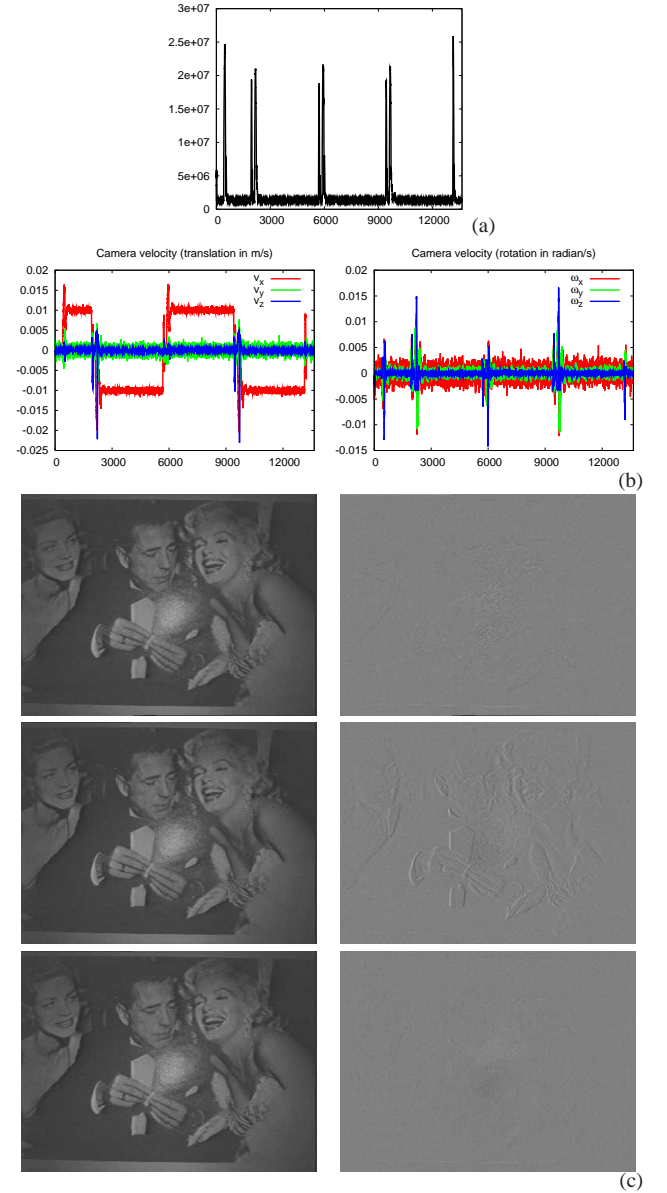 3e+07
2.5e+07
2e+07
1.5e+07
1e+07
5e+06
0
0 3000 6000 9000 12000
(a)
Camera velocity (translation in m/s)
0.02
0.015
0.01
0.005
0
-0.005
-0.01
-0.015
-0.02
-0.025
0 3000 6000 9000 12000
v_x
v_y
v_z
Camera velocity (rotation in radian/s)
0.02
0.015
0.01
0.005
0
-0.005
-0.01
-0.015
0 3000 6000 9000 12000
ω_x
ω_y
ω_z
(b)
(c)